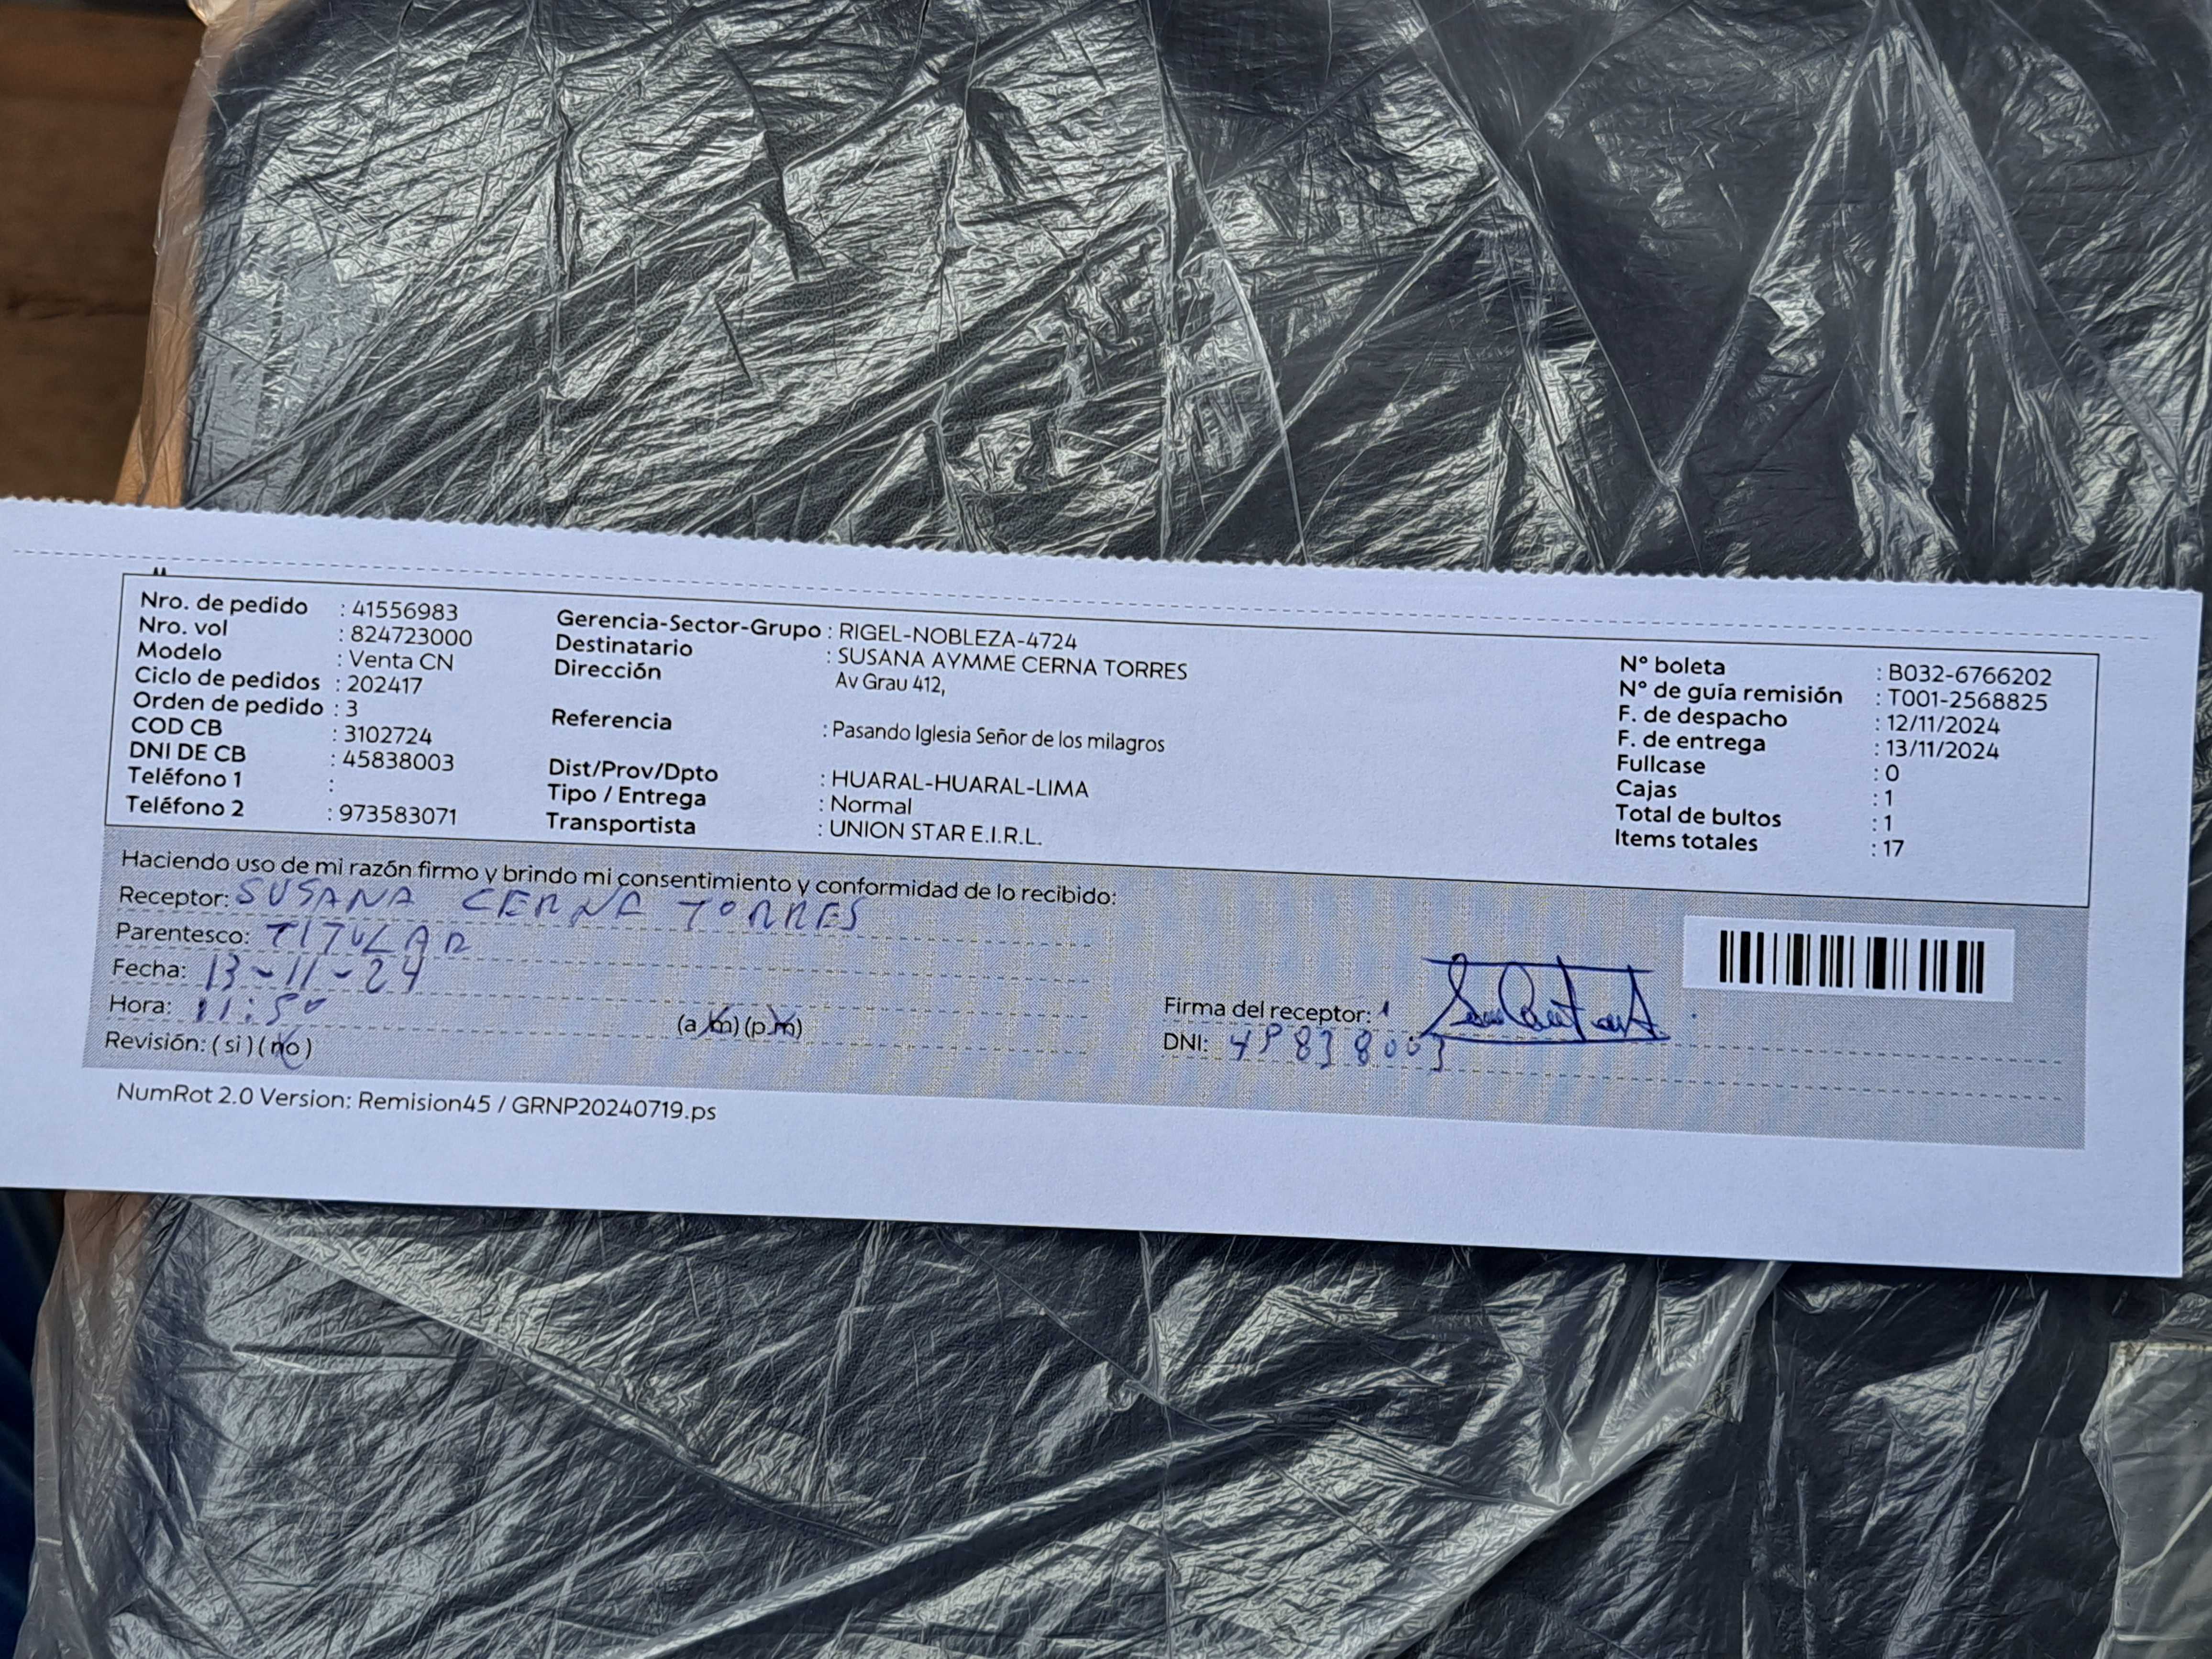 Nro. de pedido : 41556983
Nro. vol : 824723000
Modelo : Venta CN
Ciclo de pedidos : 202417
Orden de pedido : 3
COD CB : 3102724
DNI DE CB : 45838003
Teléfono 1 :
Teléfono 2 : 973583071
Gerencia-Sector-Grupo : RIGEL-NOBLEZA-4724
Destinatario : SUSANA AYMME CERNA TORRES
Dirección Av Grau 412,
Referencia : Pasando Iglesia Señor de los milagros
Dist/Prov/Dpto : HUARAL-HUARAL-LIMA
Tipo / Entrega : Normal
Transportista : UNION STAR E.I.R.L.
N° boleta : B032-6766202
N° de guía remisión : T001-2568825
F. de despacho : 12/11/2024
F. de entrega : 13/11/2024
Fullcase : 0
Cajas : 1
Total de bultos : 1
Items totales : 17
Haciendo uso de mi razón firmo y brindo mi consentimiento y conformidad de lo recibido:
Receptor: SUSANA CERNA TORRES
Parentesco: TITULAR
Fecha: 13-11-24
Hora: 11:50 (a m) (p m)
Revisión: ( si ) ( no )
Firma del receptor:
DNI: 45838003
NumRot 2.0 Version: Remision45 / GRNP20240719.ps